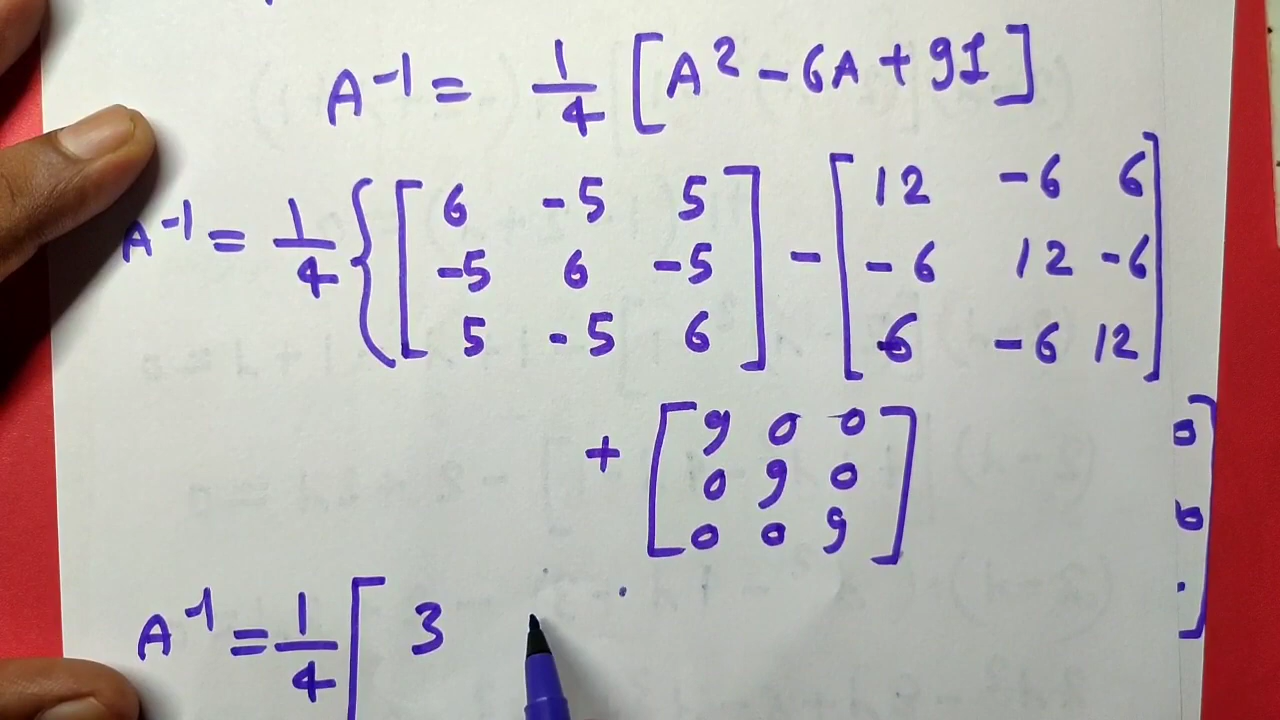 A⁻¹ = 1/4 [A² - 6A + 9I]
A⁻¹ = 1/4 { [ 6 -5 5 ] - [ 12 -6 6 ]
-5 6 -5 -6 12 -6
5 -5 6 6 -6 12
+ [ 9 0 0 ]
0 9 0
0 0 9
A⁻¹ = 1/4 [ 3